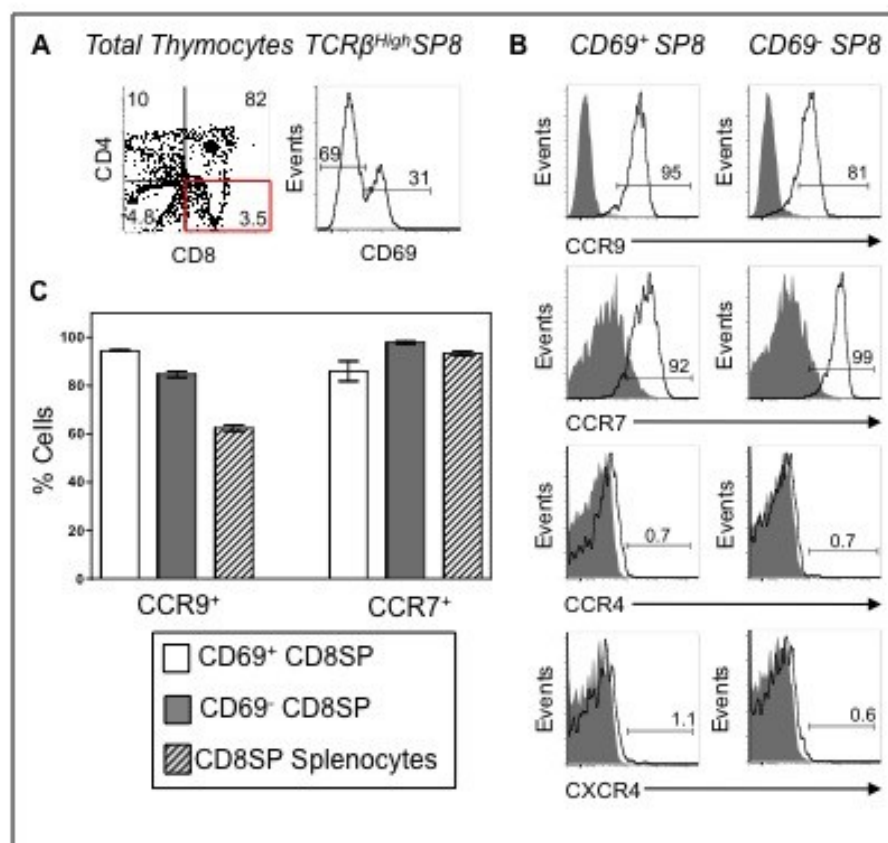 A Total Thymocytes TCRβHigh SP8
10 82
4.8 3.5
CD4
CD8
Events
69
31
CD69
B CD69+ SP8 CD69- SP8
Events
95
Events
81
CCR9
Events
92
Events
99
CCR7
Events
0.7
Events
0.7
CCR4
Events
1.1
Events
0.6
CXCR4
C
% Cells
100
80
60
40
20
0
CCR9+ CCR7+
CD69+ CD8SP
CD69- CD8SP
CD8SP Splenocytes